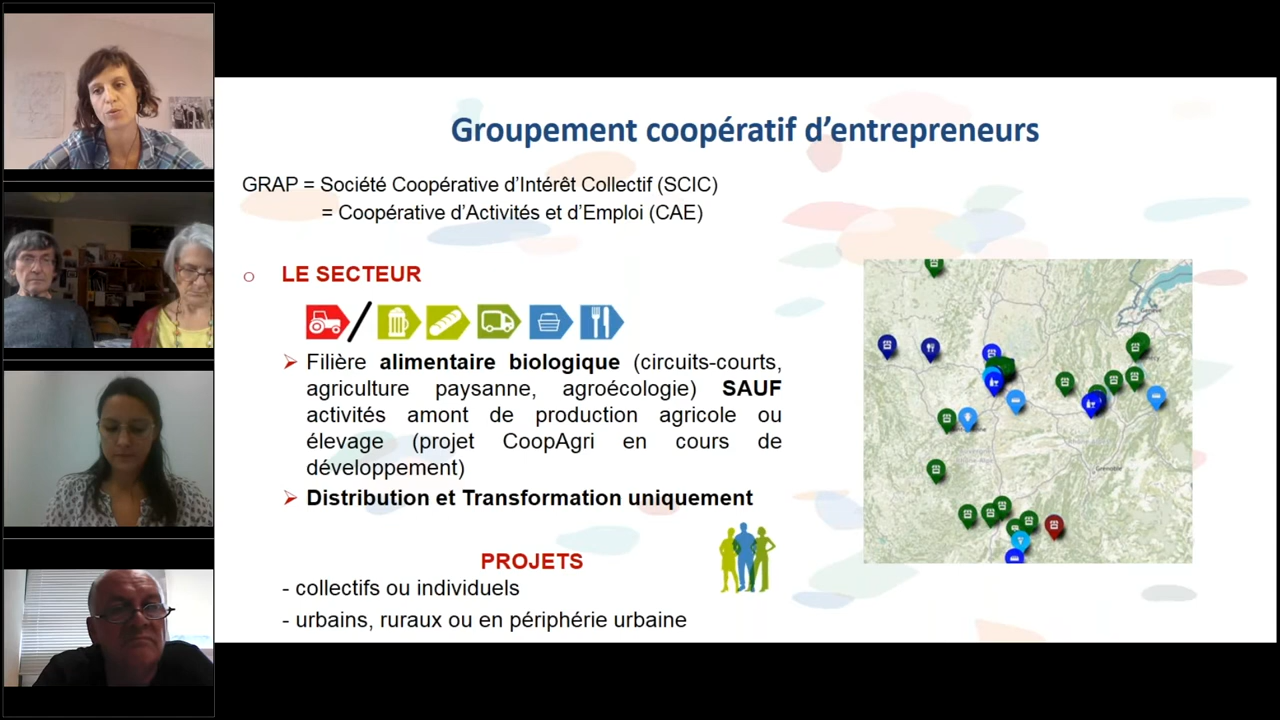 Groupement coopératif d’entrepreneurs
GRAP = Société Coopérative d’Intérêt Collectif (SCIC)
= Coopérative d’Activités et d’Emploi (CAE)
LE SECTEUR
Filière alimentaire biologique (circuits-courts,
agriculture paysanne, agroécologie) SAUF
activités amont de production agricole ou
élevage (projet CoopAgri en cours de
développement)
Distribution et Transformation uniquement
PROJETS
- collectifs ou individuels
- urbains, ruraux ou en périphérie urbaine
Grenoble